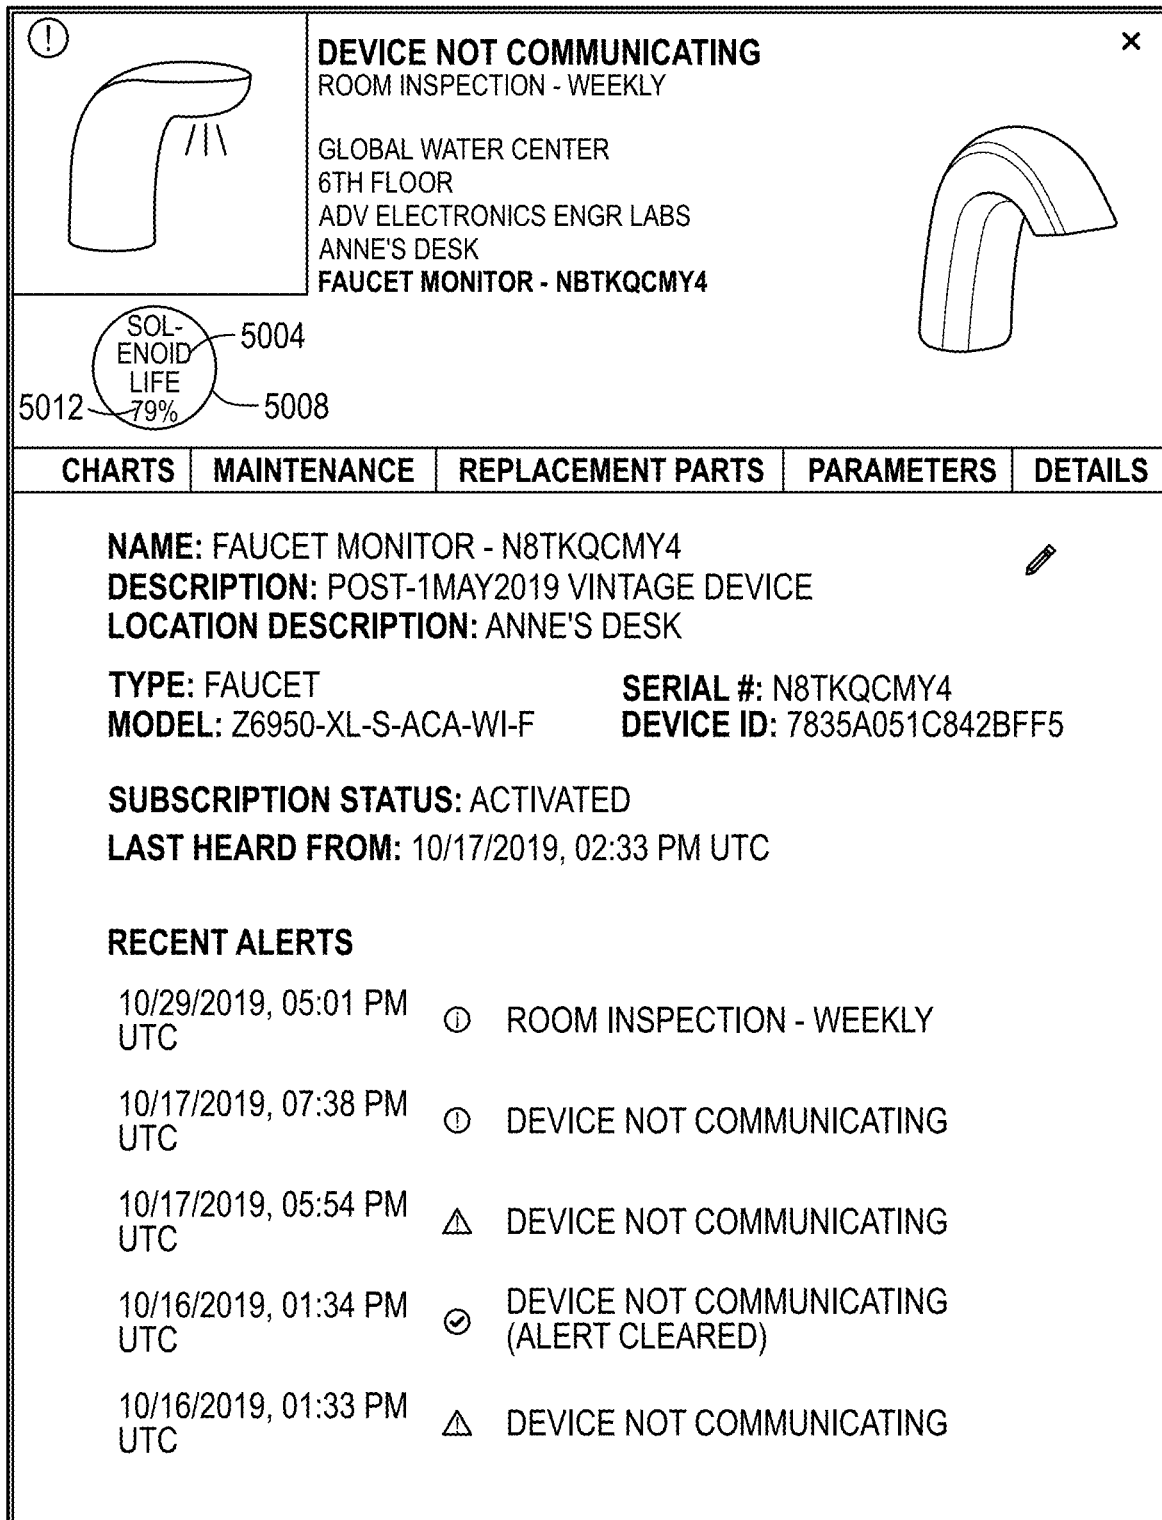 DEVICE NOT COMMUNICATING
ROOM INSPECTION - WEEKLY
GLOBAL WATER CENTER
6TH FLOOR
ADV ELECTRONICS ENGR LABS
ANNE'S DESK
FAUCET MONITOR - NBTKQCMY4
SOL-
ENOID
LIFE
79%
5004
5012
5008
CHARTS MAINTENANCE REPLACEMENT PARTS PARAMETERS DETAILS
NAME: FAUCET MONITOR - N8TKQCMY4
DESCRIPTION: POST-1MAY2019 VINTAGE DEVICE
LOCATION DESCRIPTION: ANNE'S DESK
TYPE: FAUCET
SERIAL #: N8TKQCMY4
MODEL: Z6950-XL-S-ACA-WI-F
DEVICE ID: 7835A051C842BFF5
SUBSCRIPTION STATUS: ACTIVATED
LAST HEARD FROM: 10/17/2019, 02:33 PM UTC
RECENT ALERTS
10/29/2019, 05:01 PM
UTC
ROOM INSPECTION - WEEKLY
10/17/2019, 07:38 PM
UTC
DEVICE NOT COMMUNICATING
10/17/2019, 05:54 PM
UTC
DEVICE NOT COMMUNICATING
10/16/2019, 01:34 PM
UTC
DEVICE NOT COMMUNICATING
(ALERT CLEARED)
10/16/2019, 01:33 PM
UTC
DEVICE NOT COMMUNICATING